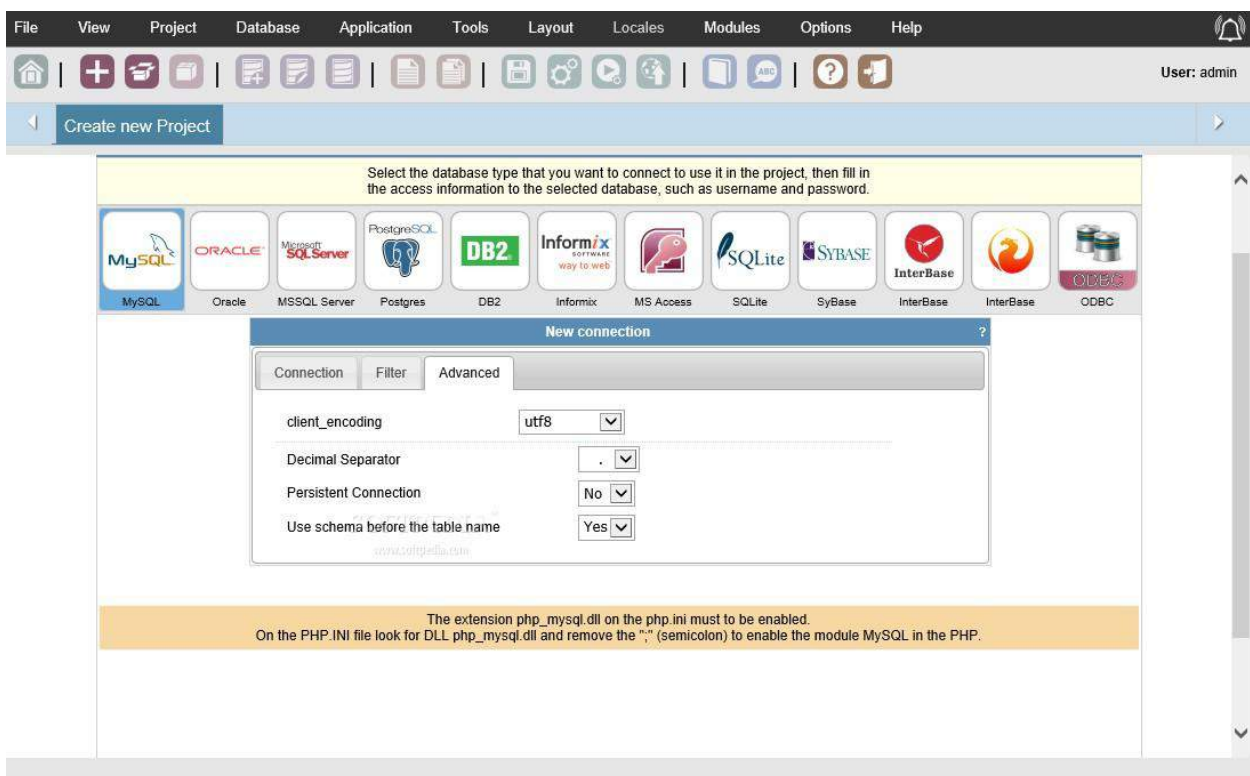 File View Project Database Application Tools Layout Locales Modules Options Help
ABC
User: admin
Create new Project
Select the database type that you want to connect to use it in the project, then fill in
the access information to the selected database, such as username and password.
MySQL ORACLE Microsoft SQL Server PostgreSQL DB2 Informix SOFTWARE way to web SQLite SYBASE InterBase ODBC
MySQL Oracle MSSQL Server Postgres DB2 Informix MS Access SQLite SyBase InterBase InterBase ODBC
New connection ?
Connection Filter Advanced
client_encoding utf8
Decimal Separator .
Persistent Connection No
Use schema before the table name Yes
www.softpedia.com
The extension php_mysql.dll on the php.ini must to be enabled.
On the PHP.INI file look for DLL php_mysql.dll and remove the ";" (semicolon) to enable the module MySQL in the PHP.